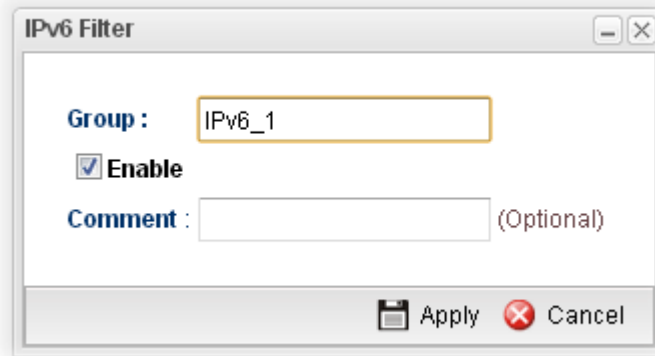 IPv6 Filter
Group : IPv6_1
Enable
Comment : (Optional)
Apply Cancel